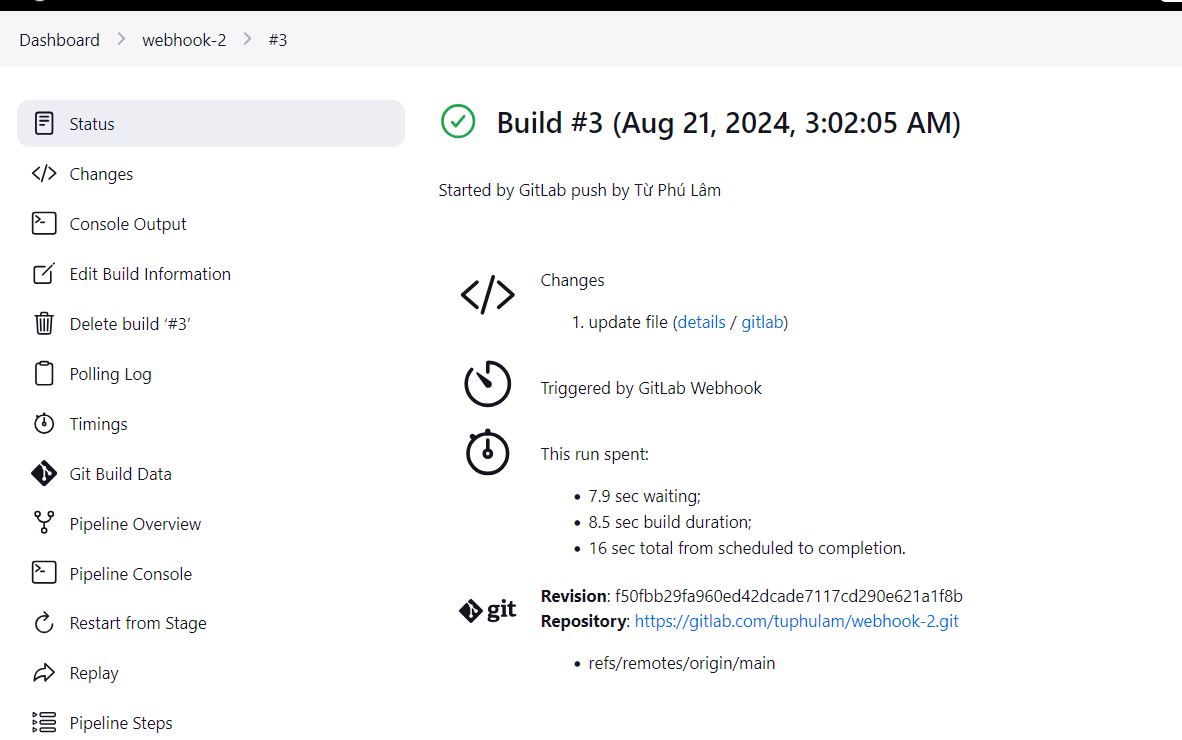 Dashboard > webhook-2 > #3
Status
Changes
Console Output
Edit Build Information
Delete build ‘#3’
Polling Log
Timings
Git Build Data
Pipeline Overview
Pipeline Console
Restart from Stage
Replay
Pipeline Steps
Build #3 (Aug 21, 2024, 3:02:05 AM)
Started by GitLab push by Từ Phú Lâm
Changes
1. update file (details / gitlab)
Triggered by GitLab Webhook
This run spent:
• 7.9 sec waiting;
• 8.5 sec build duration;
• 16 sec total from scheduled to completion.
git
Revision: f50fbb29fa960ed42dcade7117cd290e621a1f8b
Repository: https://gitlab.com/tuphulam/webhook-2.git
• refs/remotes/origin/main